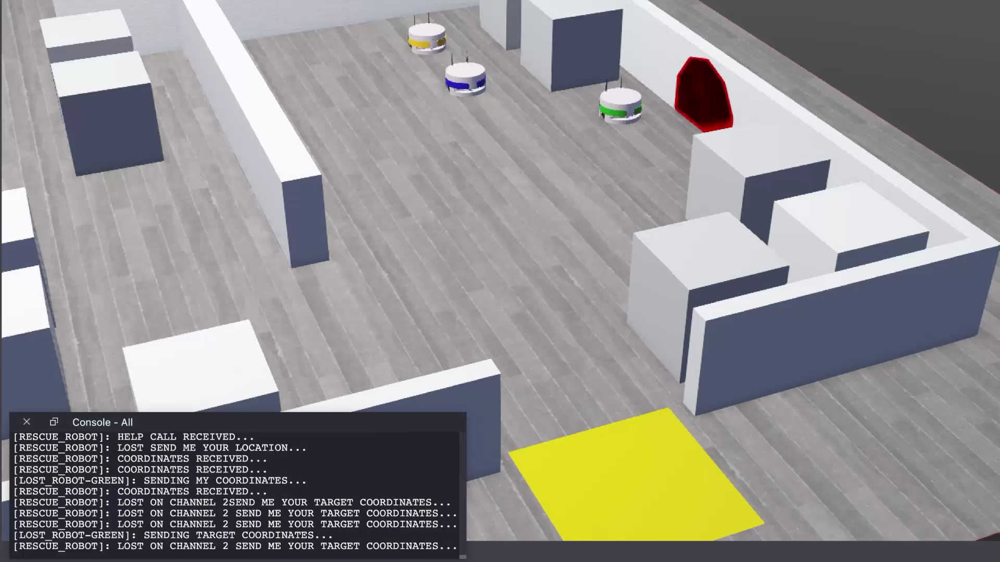 Console - All
[RESCUE_ROBOT]: HELP CALL RECEIVED...
[RESCUE_ROBOT]: LOST SEND ME YOUR LOCATION...
[RESCUE_ROBOT]: COORDINATES RECEIVED...
[RESCUE_ROBOT]: COORDINATES RECEIVED...
[LOST_ROBOT-GREEN]: SENDING MY COORDINATES...
[RESCUE_ROBOT]: COORDINATES RECEIVED...
[RESCUE_ROBOT]: LOST ON CHANNEL 2SEND ME YOUR TARGET COORDINATES...
[RESCUE_ROBOT]: LOST ON CHANNEL 2 SEND ME YOUR TARGET COORDINATES...
[RESCUE_ROBOT]: LOST ON CHANNEL 2 SEND ME YOUR TARGET COORDINATES...
[LOST_ROBOT-GREEN]: SENDING TARGET COORDINATES...
[RESCUE_ROBOT]: LOST ON CHANNEL 2 SEND ME YOUR TARGET COORDINATES...